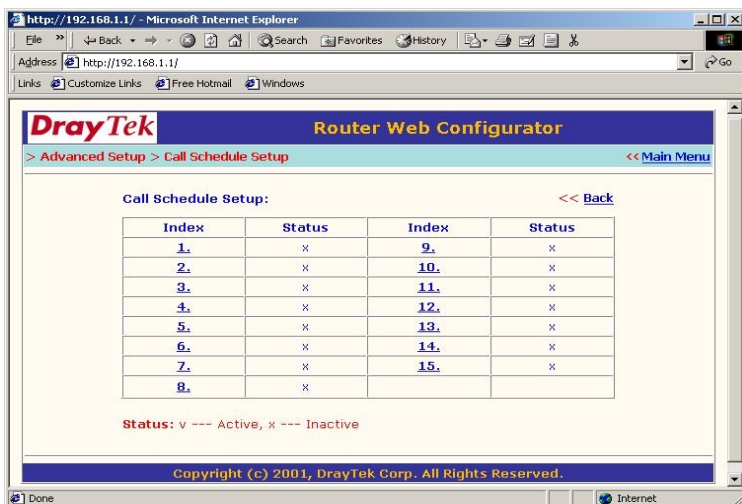 http://192.168.1.1/ - Microsoft Internet Explorer
File » Back Search Favorites History
Address http://192.168.1.1/ Go
Links Customize Links Free Hotmail Windows
DrayTek Router Web Configurator
> Advanced Setup > Call Schedule Setup << Main Menu
Call Schedule Setup: << Back
Index Status Index Status
1. x 9. x
2. x 10. x
3. x 11. x
4. x 12. x
5. x 13. x
6. x 14. x
7. x 15. x
8. x
Status: v --- Active, x --- Inactive
Copyright (c) 2001, DrayTek Corp. All Rights Reserved.
Done Internet